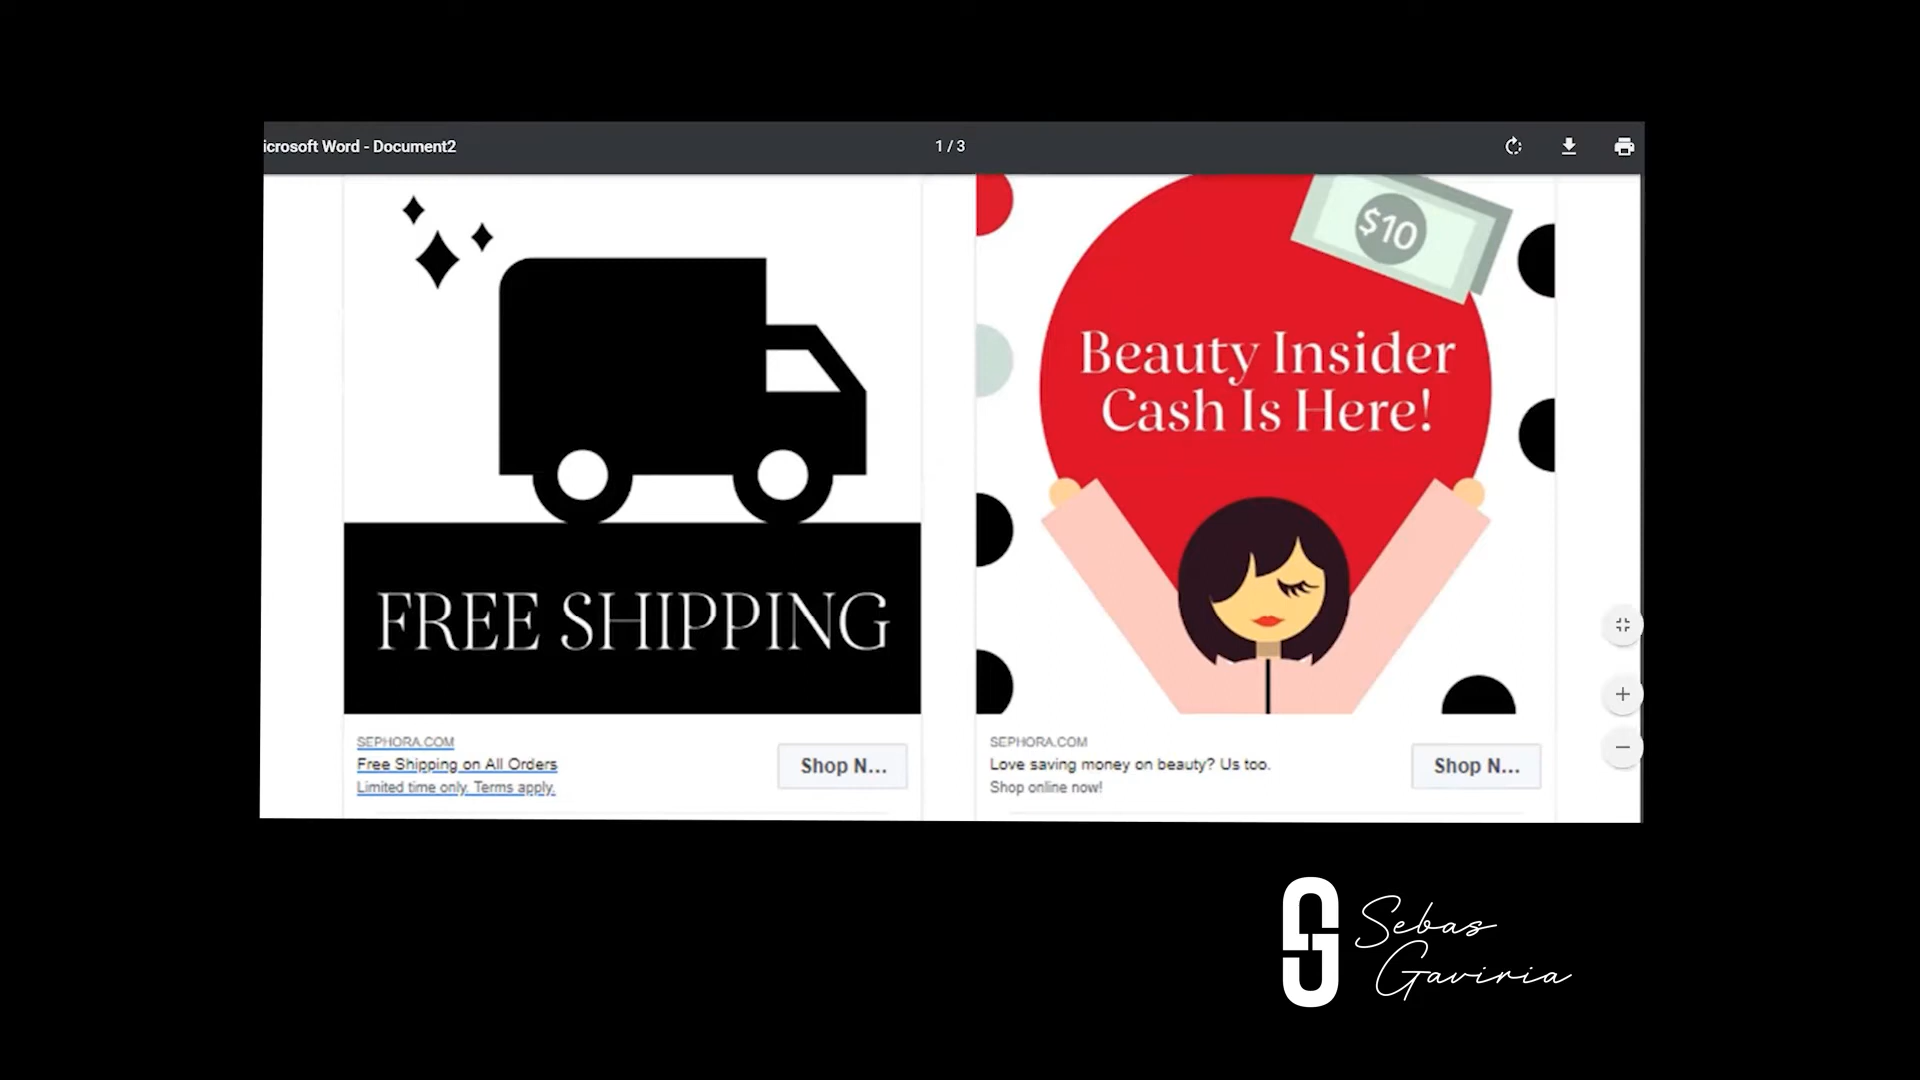 icrosoft Word - Document2
1 / 3
FREE SHIPPING
SEPHORA.COM
Free Shipping on All Orders
Limited time only. Terms apply.
Shop N...
$10
Beauty Insider
Cash Is Here!
SEPHORA.COM
Love saving money on beauty? Us too.
Shop online now!
Shop N...
Sebas
Gaviria